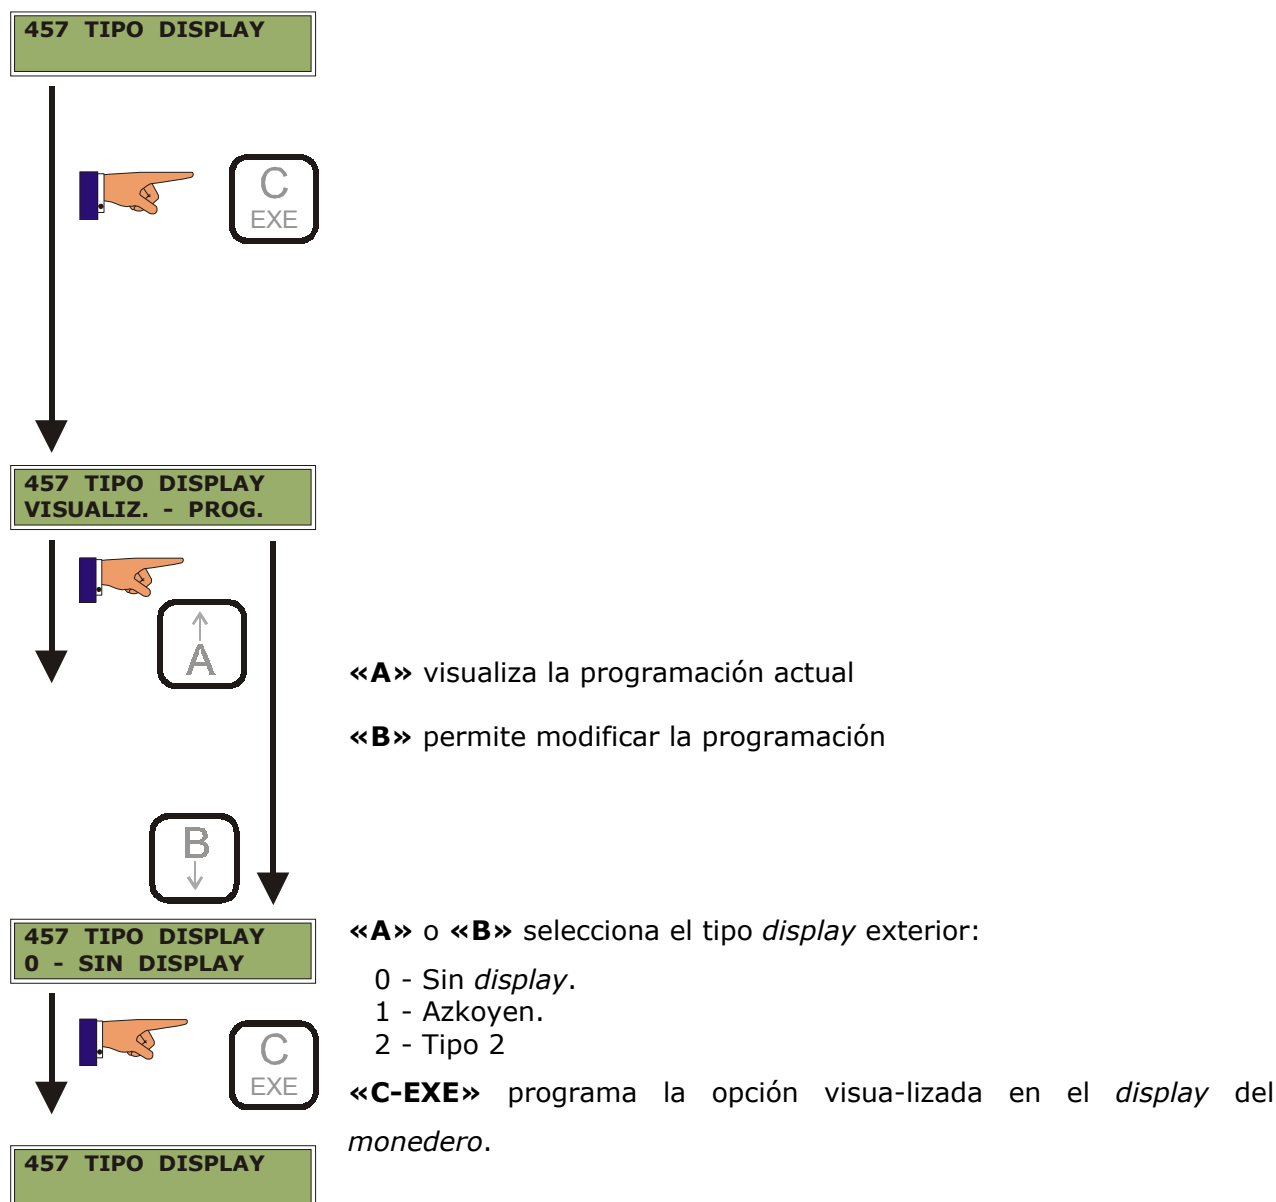 457 TIPO DISPLAY
C
EXE
457 TIPO DISPLAY
VISUALIZ. - PROG.
A
«A» visualiza la programación actual
«B» permite modificar la programación
B
457 TIPO DISPLAY
0 - SIN DISPLAY
«A» o «B» selecciona el tipo display exterior:
0 - Sin display.
1 - Azkoyen.
2 - Tipo 2
C
EXE
«C-EXE» programa la opción visua-lizada en el display del
monedero.
457 TIPO DISPLAY